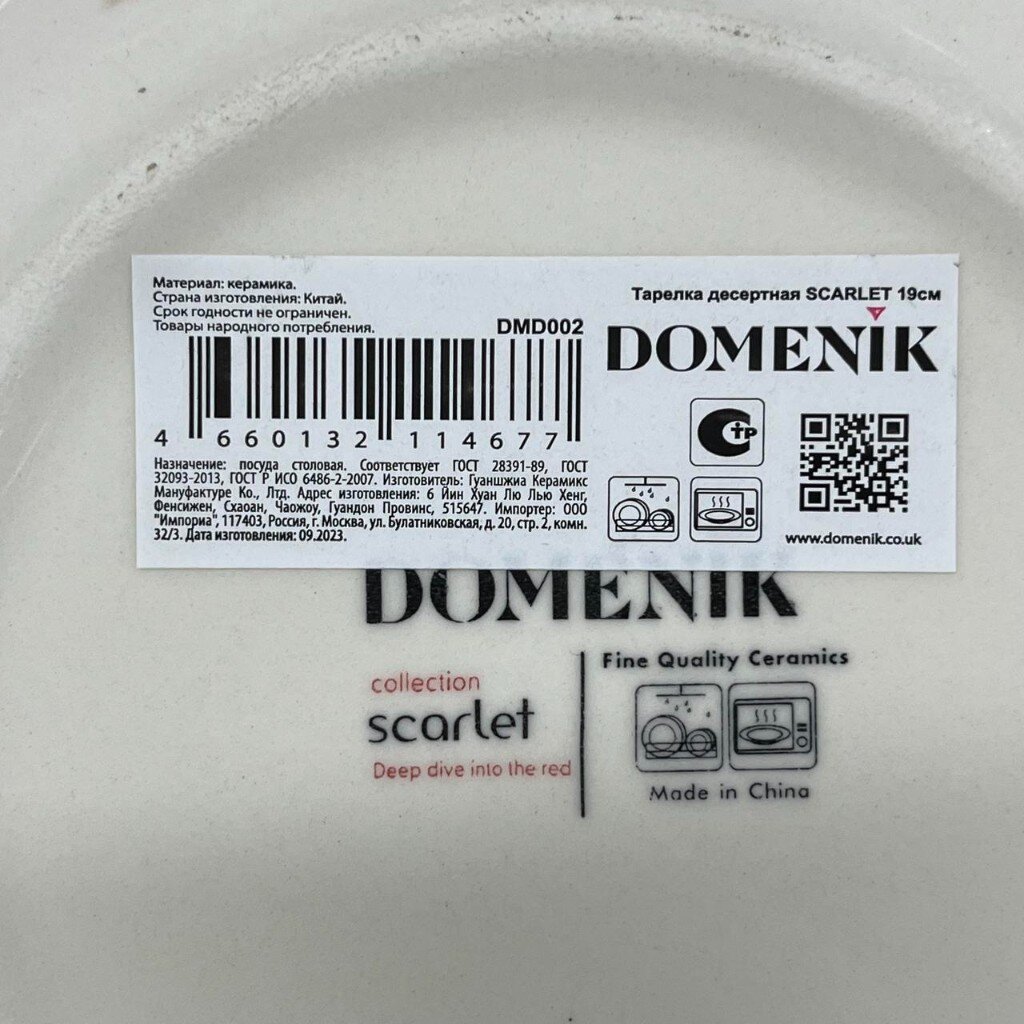 Материал: керамика.
Страна изготовления: Китай.
Срок годности не ограничен.
Товары народного потребления.
DMD002
4 660132 114677
Назначение: посуда столовая. Соответствует ГОСТ 28391-89, ГОСТ
32093-2013, ГОСТ Р ИСО 6486-2-2007. Изготовитель: Гуаншжиа Керамикс
Мануфактуре Ко., Лтд. Адрес изготовления: 6 Йин Хуан Лю Лью Хенг,
Фенсижен, Схаоан, Чаожоу, Гуандон Провинс, 515647. Импортер: ООО
"Импориа", 117403, Россия, г. Москва, ул. Булатниковская, д. 20, стр. 2, комн.
32/3. Дата изготовления: 09.2023.
Тарелка десертная SCARLET 19см
DOMENIK
СТР
www.domenik.co.uk
DOMENIK
collection
scarlet
Deep dive into the red
Fine Quality Ceramics
Made in China